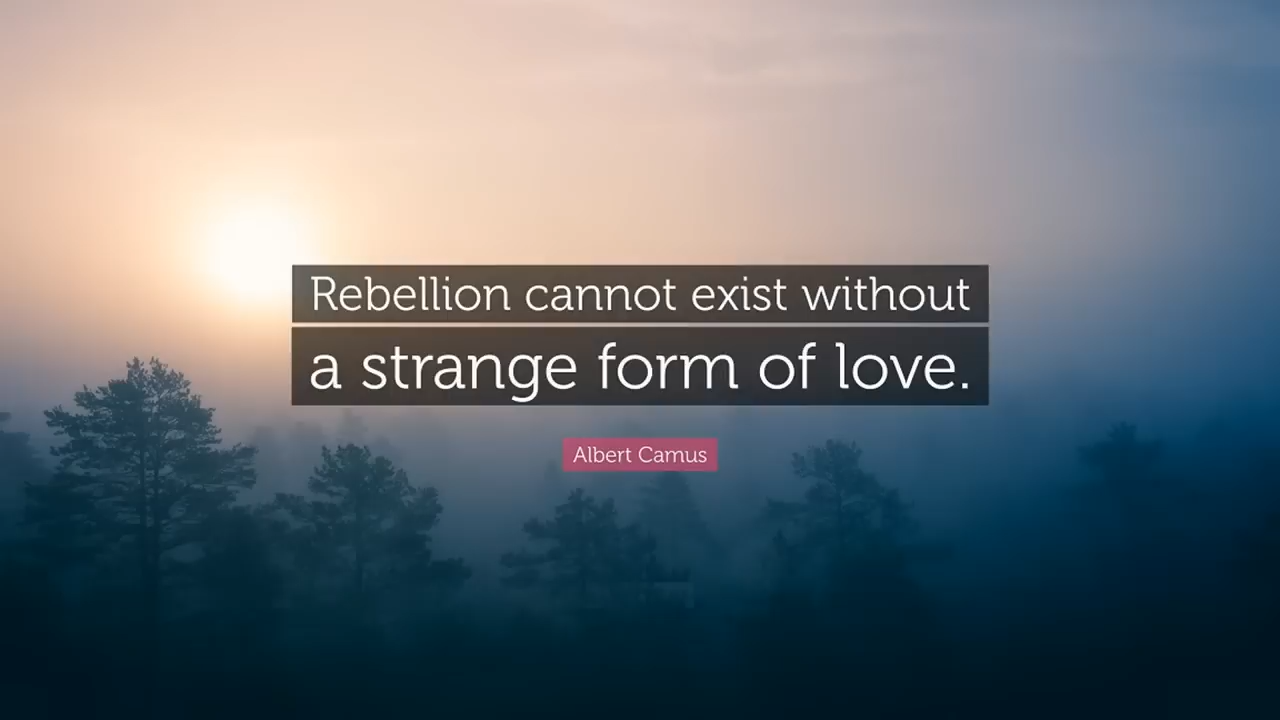 Rebellion cannot exist without
a strange form of love.
Albert Camus